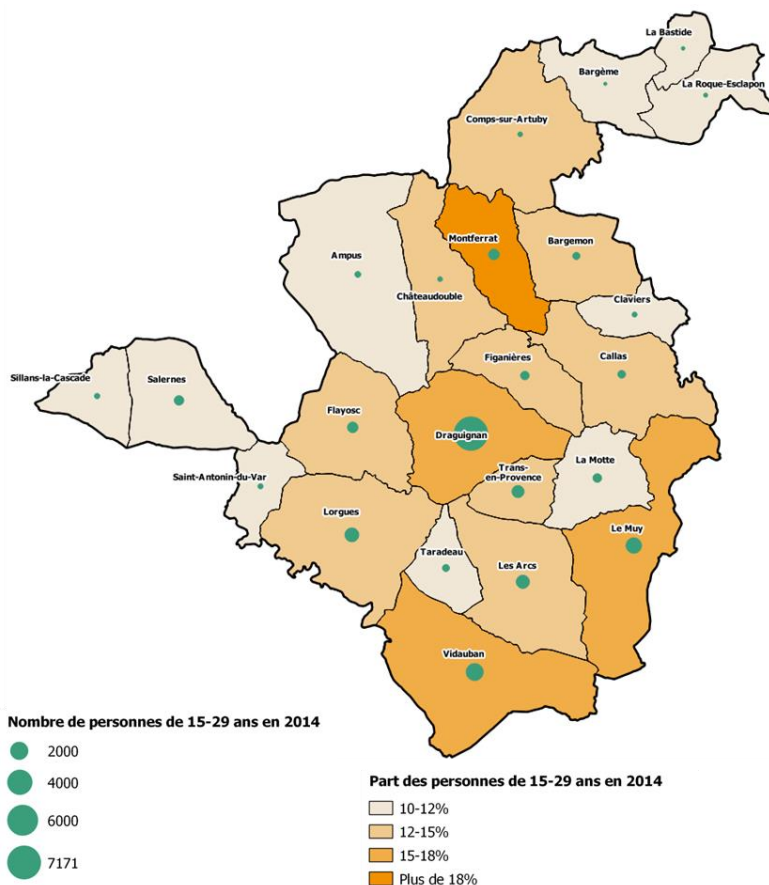 La Bastide
Bargème
La Roque-Esclapon
Comps-sur-Artuby
Montferrat
Bargemon
Ampus
Châteaudouble
Claviers
Figanières
Callas
Sillans-la-Cascade
Salernes
Flayosc
Draguignan
La Motte
Trans-
en-Provence
Saint-Antonin-du-Var
Lorgues
Le Muy
Taradeau
Les Arcs
Vidauban
Nombre de personnes de 15-29 ans en 2014
2000
4000
6000
7171
Part des personnes de 15-29 ans en 2014
10-12%
12-15%
15-18%
Plus de 18%